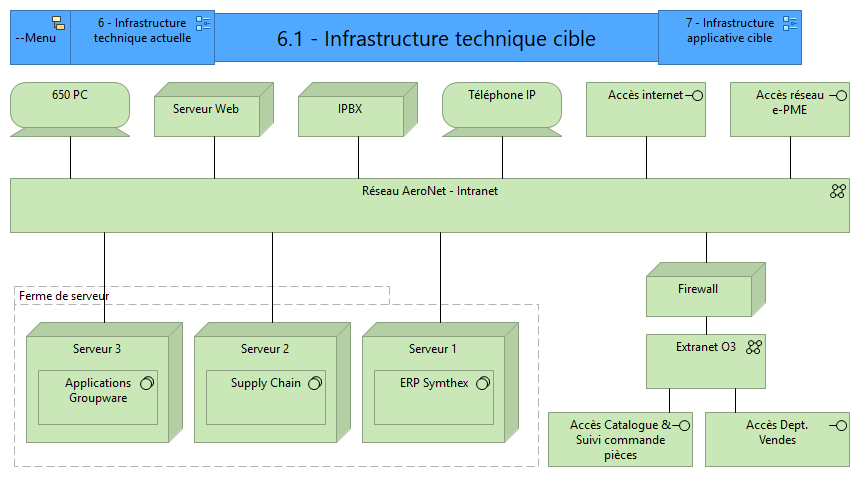 --Menu
6 - Infrastructure
technique actuelle
6.1 - Infrastructure technique cible
7 - Infrastructure
applicative cible
650 PC
Serveur Web
IPBX
Téléphone IP
Accès internet
Accès réseau
e-PME
Réseau AeroNet - Intranet
Ferme de serveur
Firewall
Serveur 3
Applications
Groupware
Serveur 2
Supply Chain
Serveur 1
ERP Symthex
Extranet O3
Accès Catalogue &
Suivi commande
pièces
Accès Dept.
Vendes